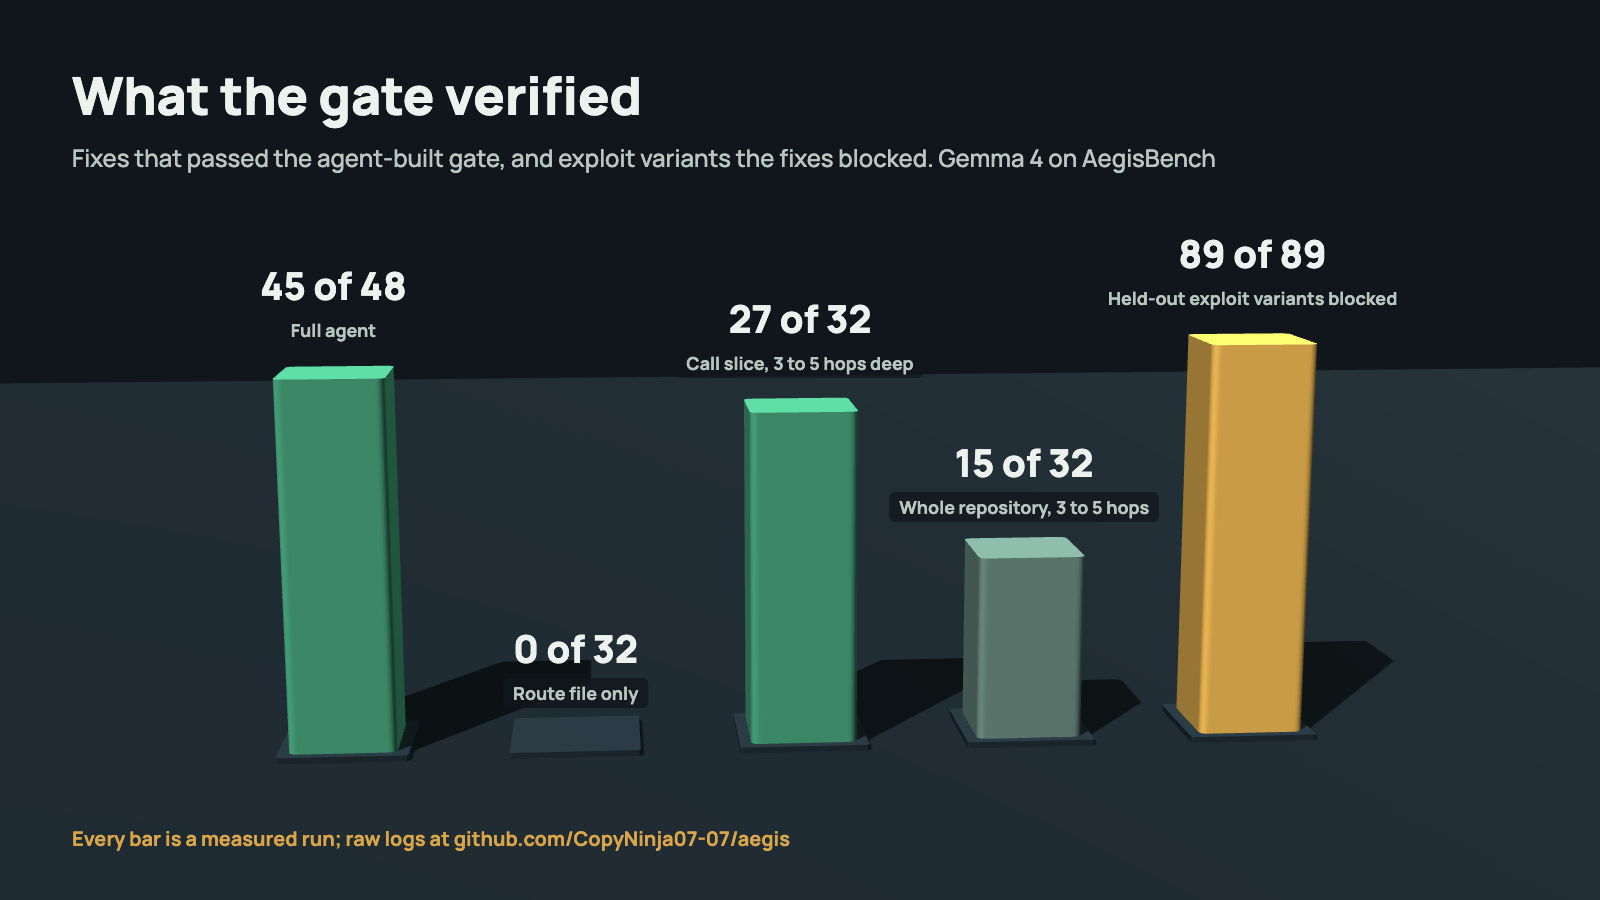 What the gate verified
Fixes that passed the agent-built gate, and exploit variants the fixes blocked. Gemma 4 on AegisBench
45 of 48
Full agent
0 of 32
Route file only
27 of 32
Call slice, 3 to 5 hops deep
15 of 32
Whole repository, 3 to 5 hops
89 of 89
Held-out exploit variants blocked
Every bar is a measured run; raw logs at github.com/CopyNinja07-07/aegis